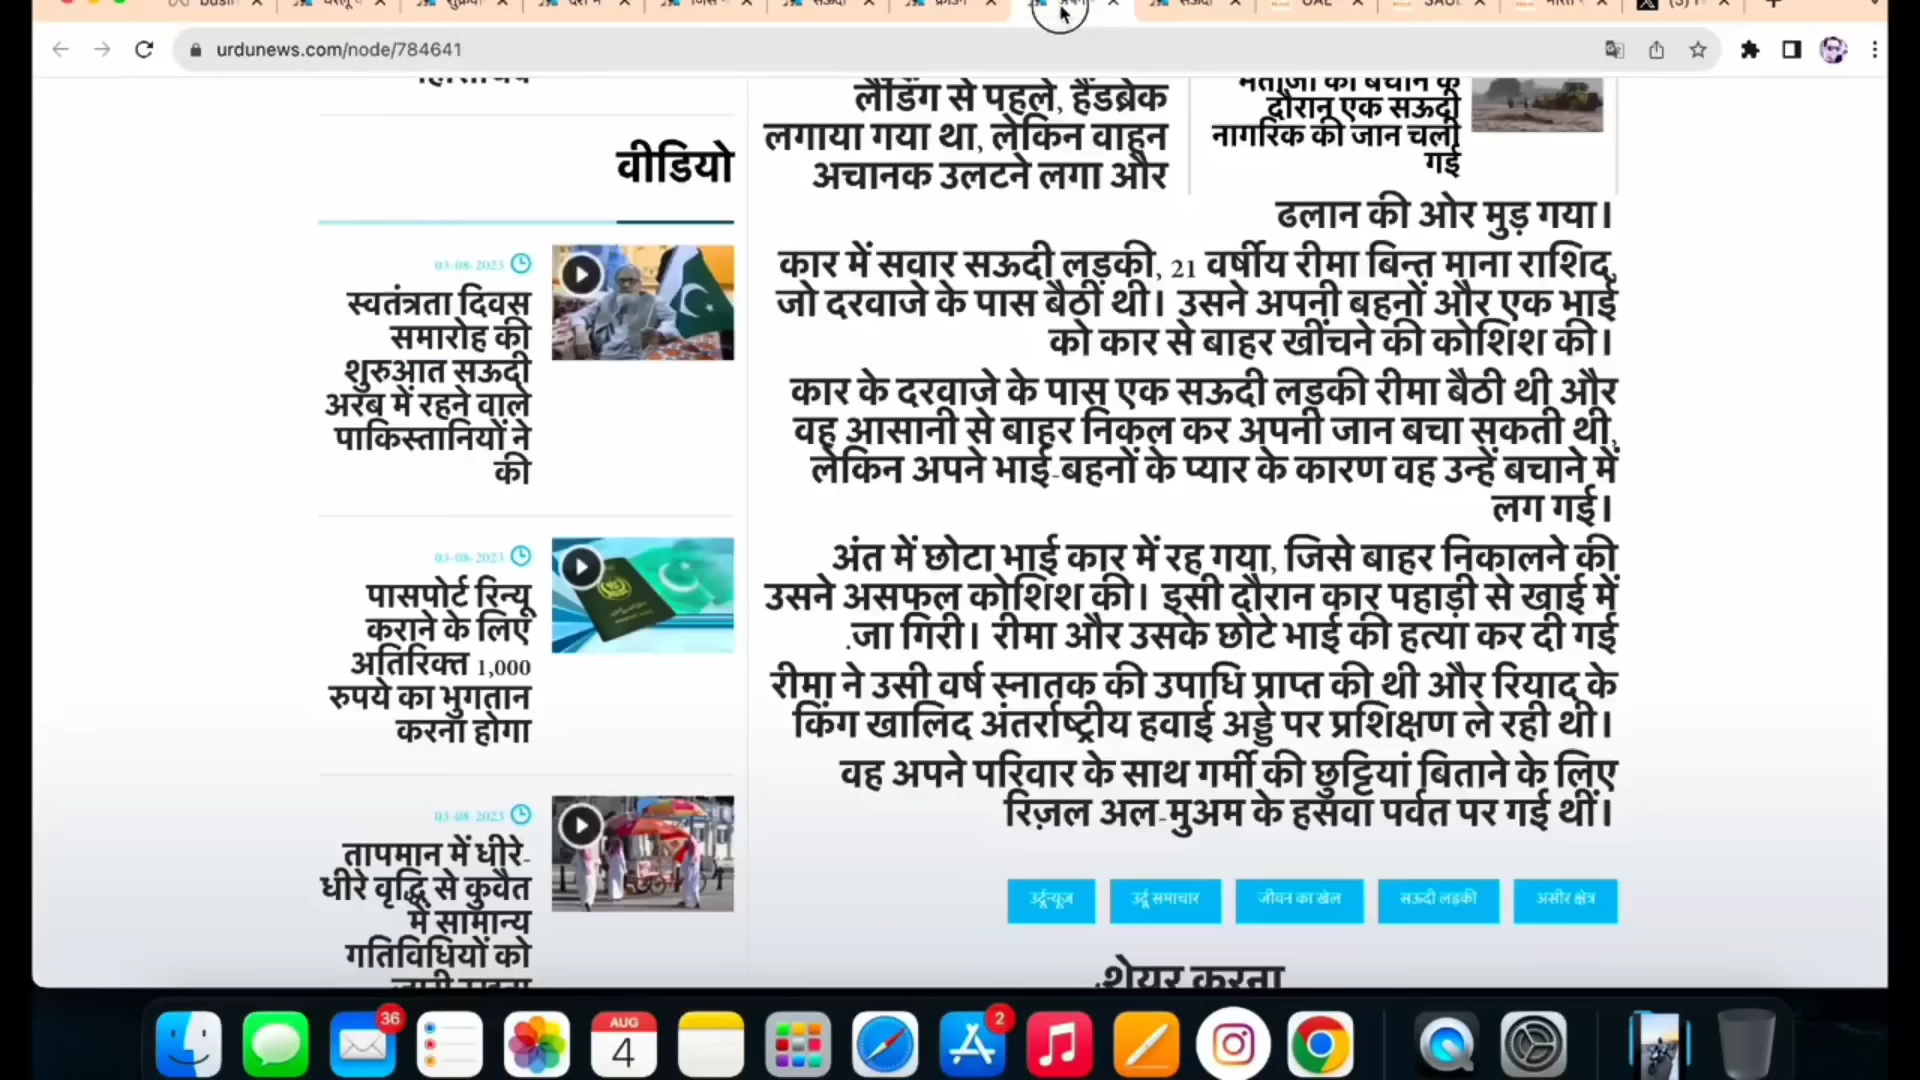 urdunews.com/node/784641
वीडियो
03-08-2023
स्वतंत्रता दिवस
समारोह की
शुरुआत सऊदी
अरब में रहने वाले
पाकिस्तानियों ने
की
03-08-2023
पासपोर्ट रिन्यू
कराने के लिए
अतिरिक्त 1,000
रुपये का भुगतान
करना होगा
03-08-2023
तापमान में धीरे-
धीरे वृद्धि से कुवैत
में सामान्य
गतिविधियों को
लैंडिंग से पहले, हैंडब्रेक
लगाया गया था, लेकिन वाहन
अचानक उलटने लगा और
ढलान की ओर मुड़ गया।
दौरान एक सऊदी
नागरिक की जान चली
गई
कार में सवार सऊदी लड़की, 21 वर्षीय रीमा बिन्त माना राशिद,
जो दरवाजे के पास बैठी थी। उसने अपनी बहनों और एक भाई
को कार से बाहर खींचने की कोशिश की।
कार के दरवाजे के पास एक सऊदी लड़की रीमा बैठी थी और
वह आसानी से बाहर निकल कर अपनी जान बचा सकती थी,
लेकिन अपने भाई-बहनों के प्यार के कारण वह उन्हें बचाने में
लग गई।
अंत में छोटा भाई कार में रह गया, जिसे बाहर निकालने की
उसने असफल कोशिश की। इसी दौरान कार पहाड़ी से खाई में
.जा गिरी। रीमा और उसके छोटे भाई की हत्या कर दी गई
रीमा ने उसी वर्ष स्नातक की उपाधि प्राप्त की थी और रियाद के
किंग खालिद अंतर्राष्ट्रीय हवाई अड्डे पर प्रशिक्षण ले रही थी।
वह अपने परिवार के साथ गर्मी की छुट्टियां बिताने के लिए
रिज़ल अल-मुअम के हसवा पर्वत पर गई थीं।
उर्दून्यूज उर्दू समाचार जीवन का खेल सऊदी लड़की असीर क्षेत्र
.शेयर करना
36
AUG
4
2